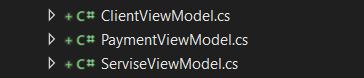 + C# ClientViewModel.cs
+ C# PaymentViewModel.cs
+ C# ServiseViewModel.cs